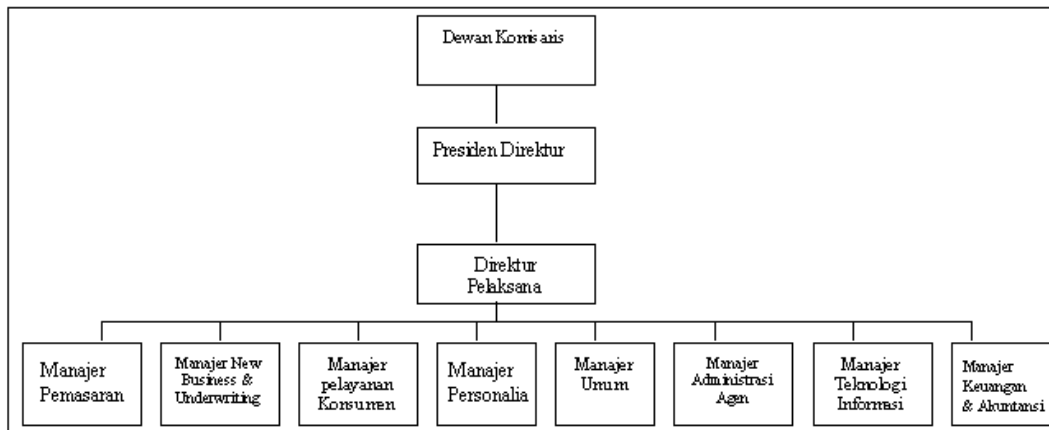 Dewan Komisaris
Presiden Direktur
Direktur
Pelaksana
Manajer
Pemasaran
Manajer New
Business &
Underwriting
Manajer
pelayanan
Konsumen
Manajer
Personalia
Manajer
Umum
Manajer
Administrasi
Agen
Manajer
Teknologi
Informasi
Manajer
Keuangan
& Akuntansi